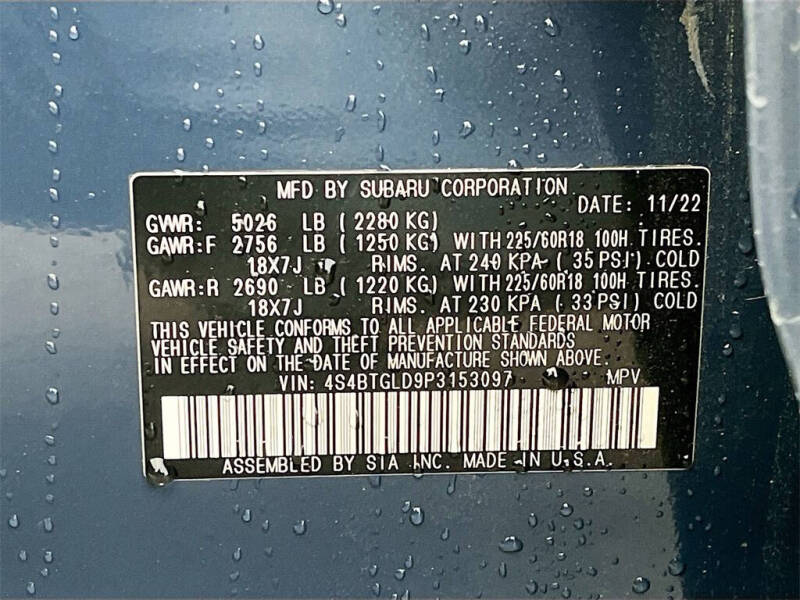 MFD BY SUBARU CORPORATION
DATE: 11/22
GVWR: 5026 LB ( 2280 KG)
GAWR:F 2756 LB ( 1250 KG) WITH 225/60R18 100H TIRES.
18X7J RIMS. AT 240 KPA ( 35 PSI) COLD
GAWR:R 2690 LB ( 1220 KG) WITH 225/60R18 100H TIRES.
18X7J RIMS. AT 230 KPA ( 33 PSI) COLD
THIS VEHICLE CONFORMS TO ALL APPLICABLE FEDERAL MOTOR
VEHICLE SAFETY AND THEFT PREVENTION STANDARDS
IN EFFECT ON THE DATE OF MANUFACTURE SHOWN ABOVE.
VIN: 4S4BTGLD9P3153097 MPV
ASSEMBLED BY SIA INC. MADE IN U.S.A.